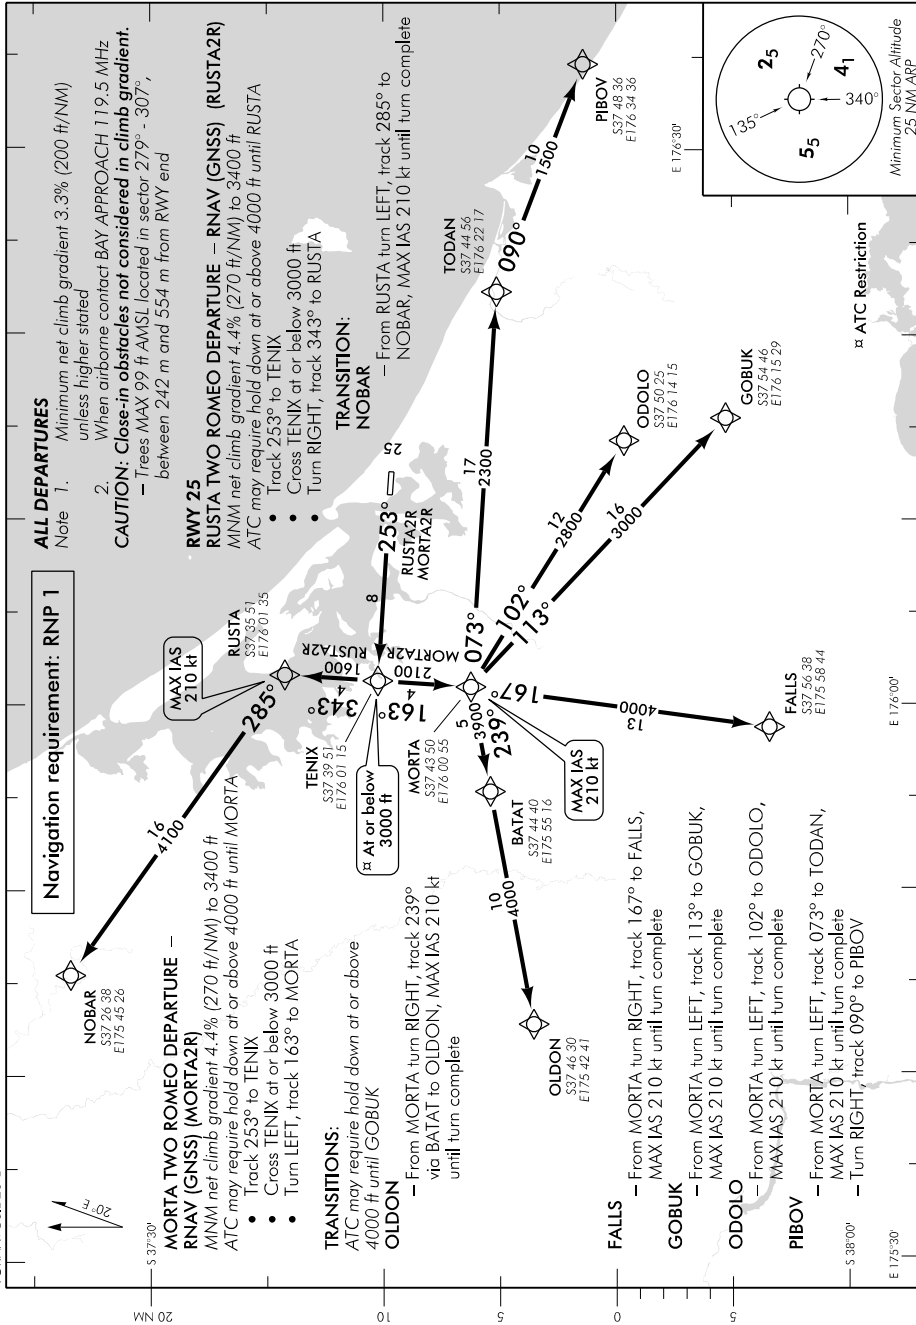 Navigation requirement: RNP 1
ALL DEPARTURES
Note 1. Minimum net climb gradient 3.3% (200 ft/NM)
unless higher stated
2. When airborne contact BAY APPROACH 119.5 MHz
CAUTION: Close-in obstacles not considered in climb gradient.
– Trees MAX 99 ft AMSL located in sector 279° - 307°,
between 242 m and 554 m from RWY end
RWY 25
RUSTA TWO ROMEO DEPARTURE – RNAV (GNSS) (RUSTA2R)
MNM net climb gradient 4.4% (270 ft/NM) to 3400 ft
ATC may require hold down at or above 4000 ft until RUSTA
• Track 253° to TENIX
• Cross TENIX at or below 3000 ft
• Turn RIGHT, track 343° to RUSTA
TRANSITION:
NOBAR
– From RUSTA turn LEFT, track 285° to
NOBAR, MAX IAS 210 kt until turn complete
MORTA TWO ROMEO DEPARTURE –
RNAV (GNSS) (MORTA2R)
MNM net climb gradient 4.4% (270 ft/NM) to 3400 ft
ATC may require hold down at or above 4000 ft until MORTA
• Track 253° to TENIX
• Cross TENIX at or below 3000 ft
• Turn LEFT, track 163° to MORTA
TRANSITIONS:
ATC may require hold down at or above
4000 ft until GOBUK
OLDON
– From MORTA turn RIGHT, track 239°
via BATAT to OLDON, MAX IAS 210 kt
until turn complete
FALLS
– From MORTA turn RIGHT, track 167° to FALLS,
MAX IAS 210 kt until turn complete
GOBUK
– From MORTA turn LEFT, track 113° to GOBUK,
MAX IAS 210 kt until turn complete
ODOLO
– From MORTA turn LEFT, track 102° to ODOLO,
MAX IAS 210 kt until turn complete
PIBOV
– From MORTA turn LEFT, track 073° to TODAN,
MAX IAS 210 kt until turn complete
– Turn RIGHT, track 090° to PIBOV
20° E
NOBAR
S37 26 38
E175 45 26
16
4100
285°
MAX IAS
210 kt
RUSTA
S37 35 51
E176 01 35
343°
4
1600
RUSTA2R
TENIX
S37 39 51
E176 01 15
¤ At or below
3000 ft
8
253°
25
RUSTA2R
MORTA2R
163°
4
2100
MORTA2R
MORTA
S37 43 50
E176 00 55
MAX IAS
210 kt
239°
5
3900
BATAT
S37 44 40
E175 55 16
10
4000
OLDON
S37 46 30
E175 42 41
073°
17
2300
TODAN
S37 44 56
E176 22 17
090°
10
1500
PIBOV
S37 48 36
E176 34 36
102°
12
2800
ODOLO
S37 50 25
E176 14 15
113°
16
3000
GOBUK
S37 54 46
E176 15 29
167°
13
4000
FALLS
S37 56 38
E175 58 44
¤ ATC Restriction
135°
270°
340°
25
41
55
Minimum Sector Altitude
25 NM ARP
S 37°30'
S 38°00'
E 175°30'
E 176°00'
E 176°30'
20 NM
10
5
0
5